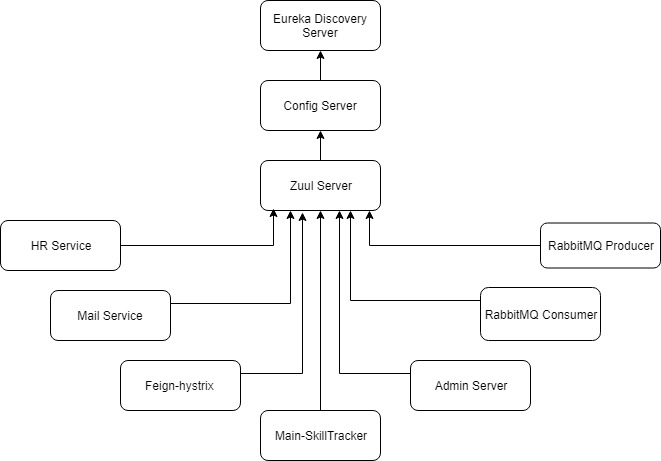 Eureka Discovery
Server
Config Server
Zuul Server
HR Service
RabbitMQ Producer
Mail Service
RabbitMQ Consumer
Feign-hystrix
Admin Server
Main-SkillTracker